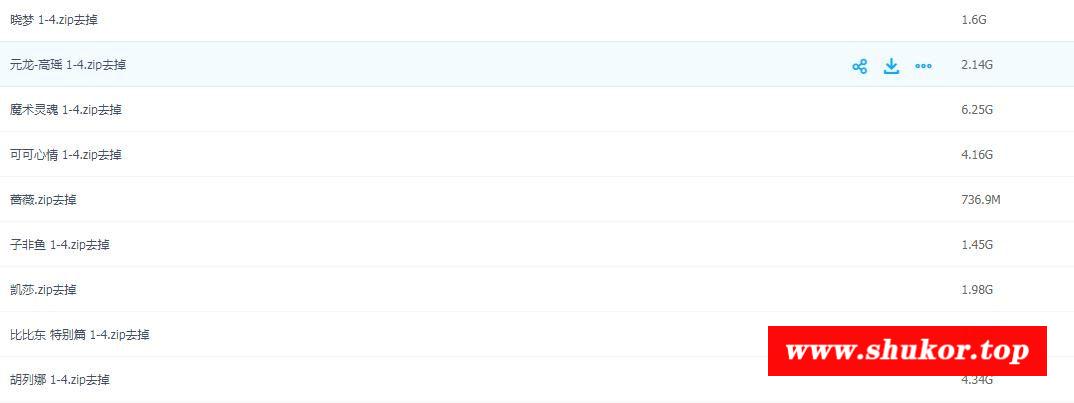 晓梦 1-4.zip去掉 1.6G
元龙-高瑶 1-4.zip去掉 2.14G
魔术灵魂 1-4.zip去掉 6.25G
可可心情 1-4.zip去掉 4.16G
蔷薇.zip去掉 736.9M
子非鱼 1-4.zip去掉 1.45G
凯莎.zip去掉 1.98G
比比东 特别篇 1-4.zip去掉
www.shukor.top
胡列娜 1-4.zip去掉 4.34G